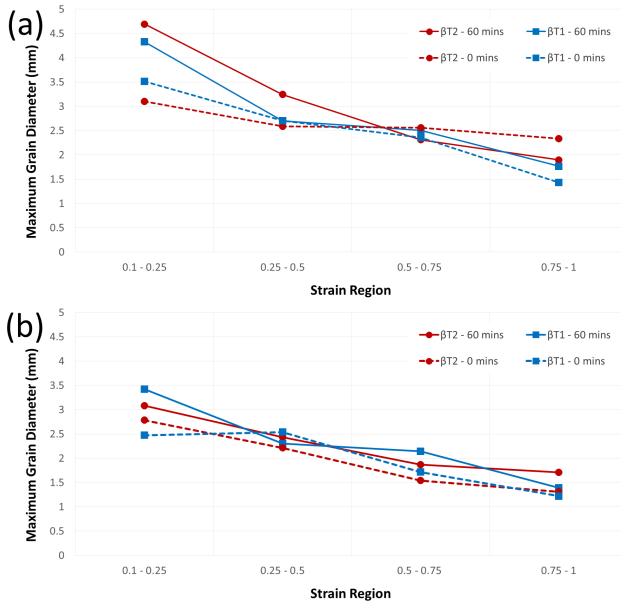 (a)
Maximum Grain Diameter (mm)
5
4.5
4
3.5
3
2.5
2
1.5
1
0.5
0
βT2 - 60 mins
βT1 - 60 mins
βT2 - 0 mins
βT1 - 0 mins
0.1 - 0.25
0.25 - 0.5
0.5 - 0.75
0.75 - 1
Strain Region
(b)
Maximum Grain Diameter (mm)
5
4.5
4
3.5
3
2.5
2
1.5
1
0.5
0
βT2 - 60 mins
βT1 - 60 mins
βT2 - 0 mins
βT1 - 0 mins
0.1 - 0.25
0.25 - 0.5
0.5 - 0.75
0.75 - 1
Strain Region